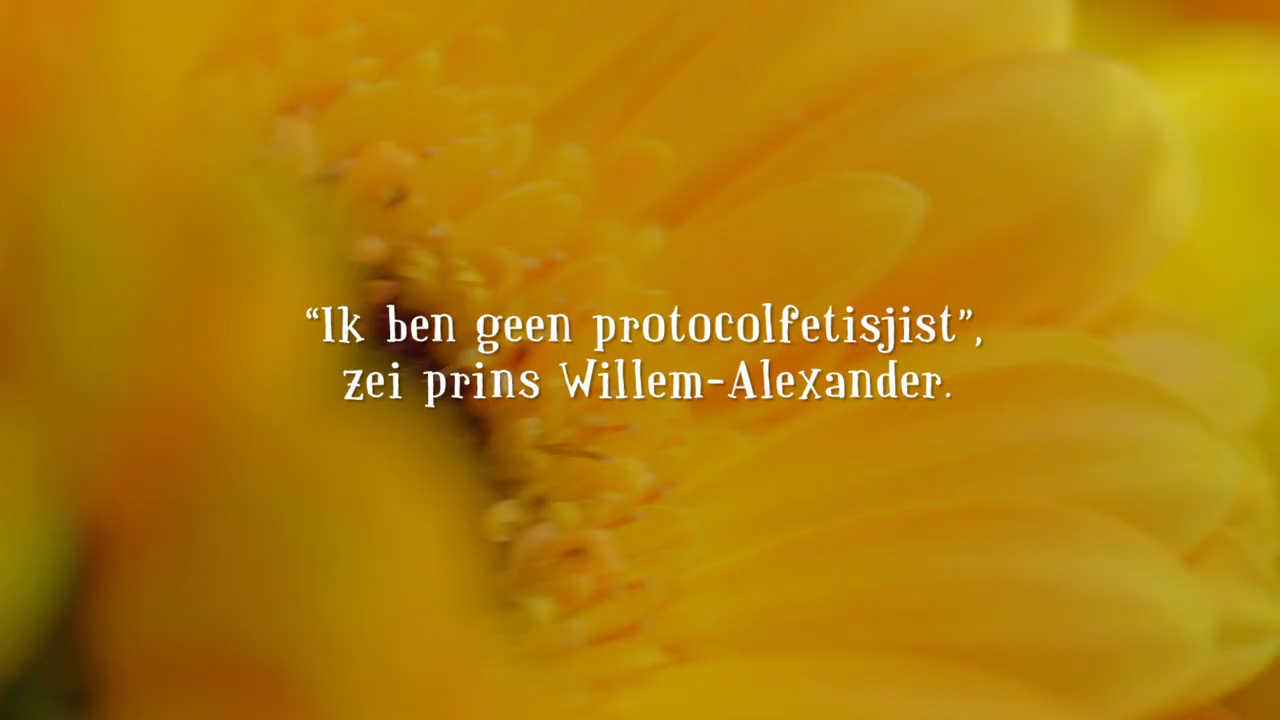 “Ik ben geen protocolfetisjist”,
zei prins Willem-Alexander.